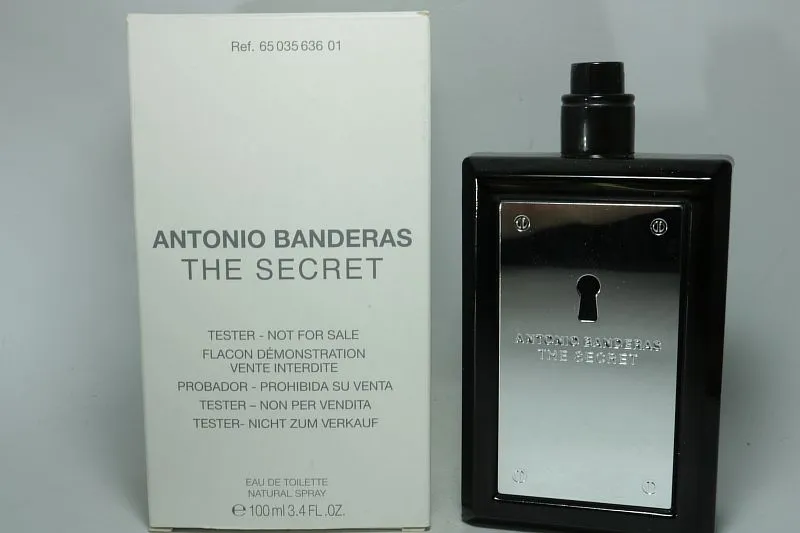 Ref. 65 035 636 01
ANTONIO BANDERAS
THE SECRET
TESTER - NOT FOR SALE
FLACON DÉMONSTRATION
VENTE INTERDITE
PROBADOR - PROHIBIDA SU VENTA
TESTER – NON PER VENDITA
TESTER- NICHT ZUM VERKAUF
EAU DE TOILETTE
NATURAL SPRAY
℮ 100 ml 3.4 FL .OZ.
ANTONIO BANDERAS
THE SECRET